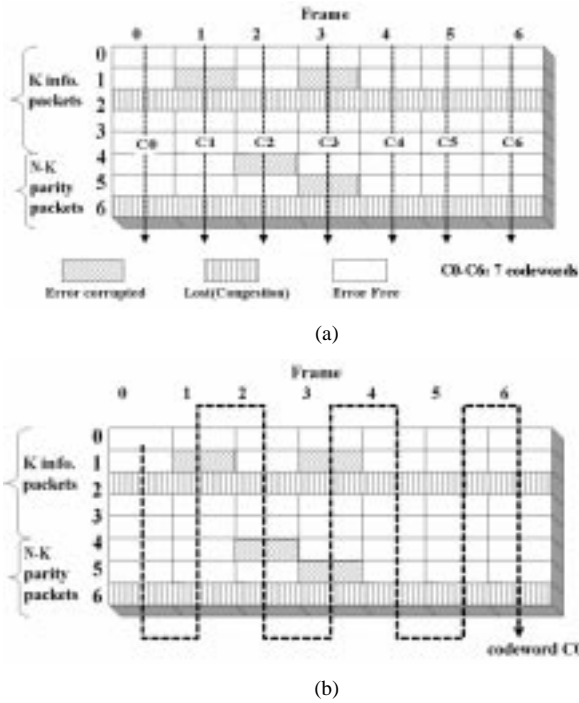 Frame
0 1 2 3 4 5 6
0
1
K info.
packets
2
3
C0 C1 C2 C3 C4 C5 C6
4
N-K
parity
packets
5
6
Error corrupted
Lost(Congestion)
Error Free
C0-C6: 7 codewords
(a)
Frame
0 1 2 3 4 5 6
0
1
K info.
packets
2
3
4
N-K
parity
packets
5
6
codeword C0
(b)